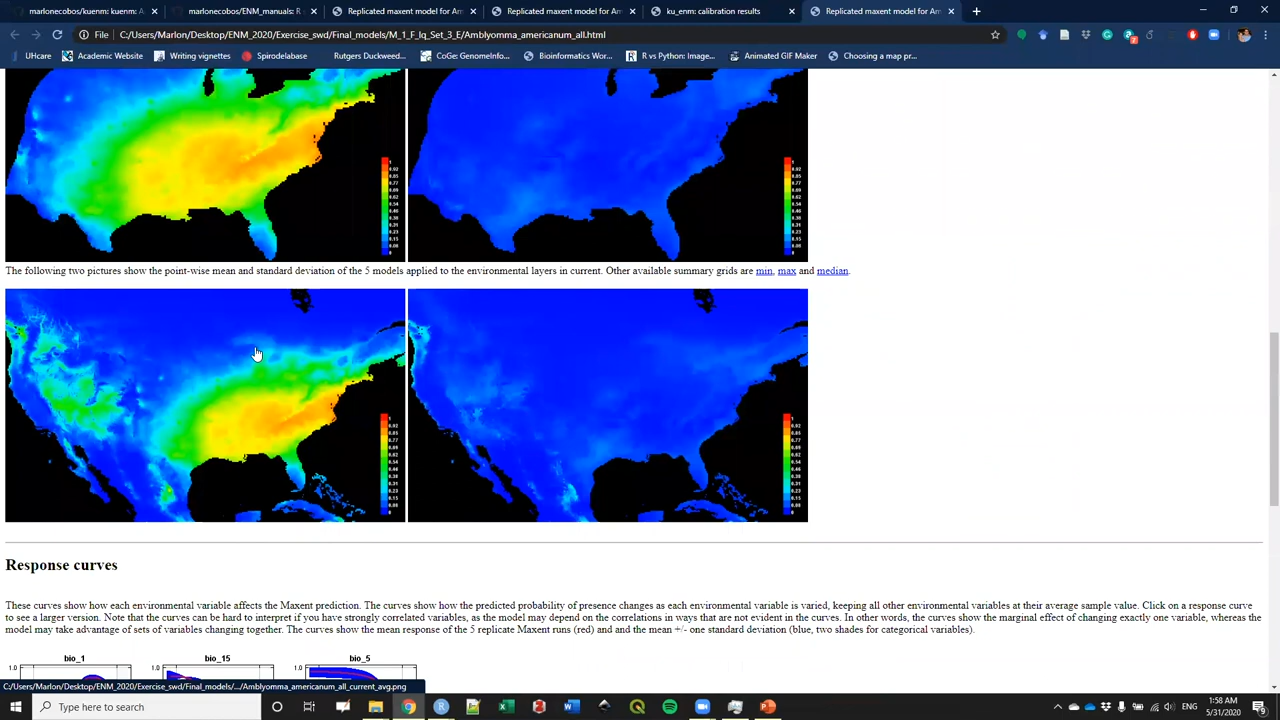 marlonecobos/kuenm: kuenm: A:
marlonecobos/ENM_manuals: R s
Replicated maxent model for Am
Replicated maxent model for Am
ku_enm: calibration results
Replicated maxent model for Am
File | C:/Users/Marlon/Desktop/ENM_2020/Exercise_swd/Final_models/M_1_F_lq_Set_3_E/Amblyomma_americanum_all.html
UHcare
Academic Website
Writing vignettes
Spirodelabase
Rutgers Duckweed...
CoGe: GenomeInfo...
Bioinformatics Wor...
R vs Python: Image...
Animated GIF Maker
Choosing a map pr...
The following two pictures show the point-wise mean and standard deviation of the 5 models applied to the environmental layers in current. Other available summary grids are min, max and median.
Response curves
These curves show how each environmental variable affects the Maxent prediction. The curves show how the predicted probability of presence changes as each environmental variable is varied, keeping all other environmental variables at their average sample value. Click on a response curve
to see a larger version. Note that the curves can be hard to interpret if you have strongly correlated variables, as the model may depend on the correlations in ways that are not evident in the curves. In other words, the curves show the marginal effect of changing exactly one variable, whereas the
model may take advantage of sets of variables changing together. The curves show the mean response of the 5 replicate Maxent runs (red) and and the mean +/- one standard deviation (blue, two shades for categorical variables).
bio_1
bio_15
bio_5
1.0
1.0
1.0
C:/Users/Marlon/Desktop/ENM_2020/Exercise_swd/Final_models/.../Amblyomma_americanum_all_current_avg.png
Type here to search
1:58 AM
5/31/2020